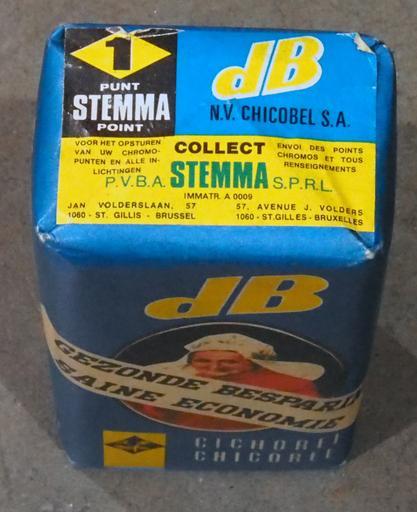 1
PUNT
STEMMA
POINT
dB
N.V. CHICOBEL S.A.
VOOR HET OPSTUREN
VAN UW CHROMO-
PUNTEN EN ALLE IN-
LICHTINGEN
COLLECT
ENVOI DES POINTS
CHROMOS ET TOUS
RENSEIGNEMENTS
P.V.B.A. STEMMA S.P.R.L.
IMMATR. A 0009
JAN VOLDERSLAAN, 57
1060 - ST. GILLIS - BRUSSEL
57, AVENUE J. VOLDERS
1060 - ST. GILLES - BRUXELLES
dB
GEZONDE BESPARIN
SAINE ECONOMIE
CICHOREI
CHICOREE